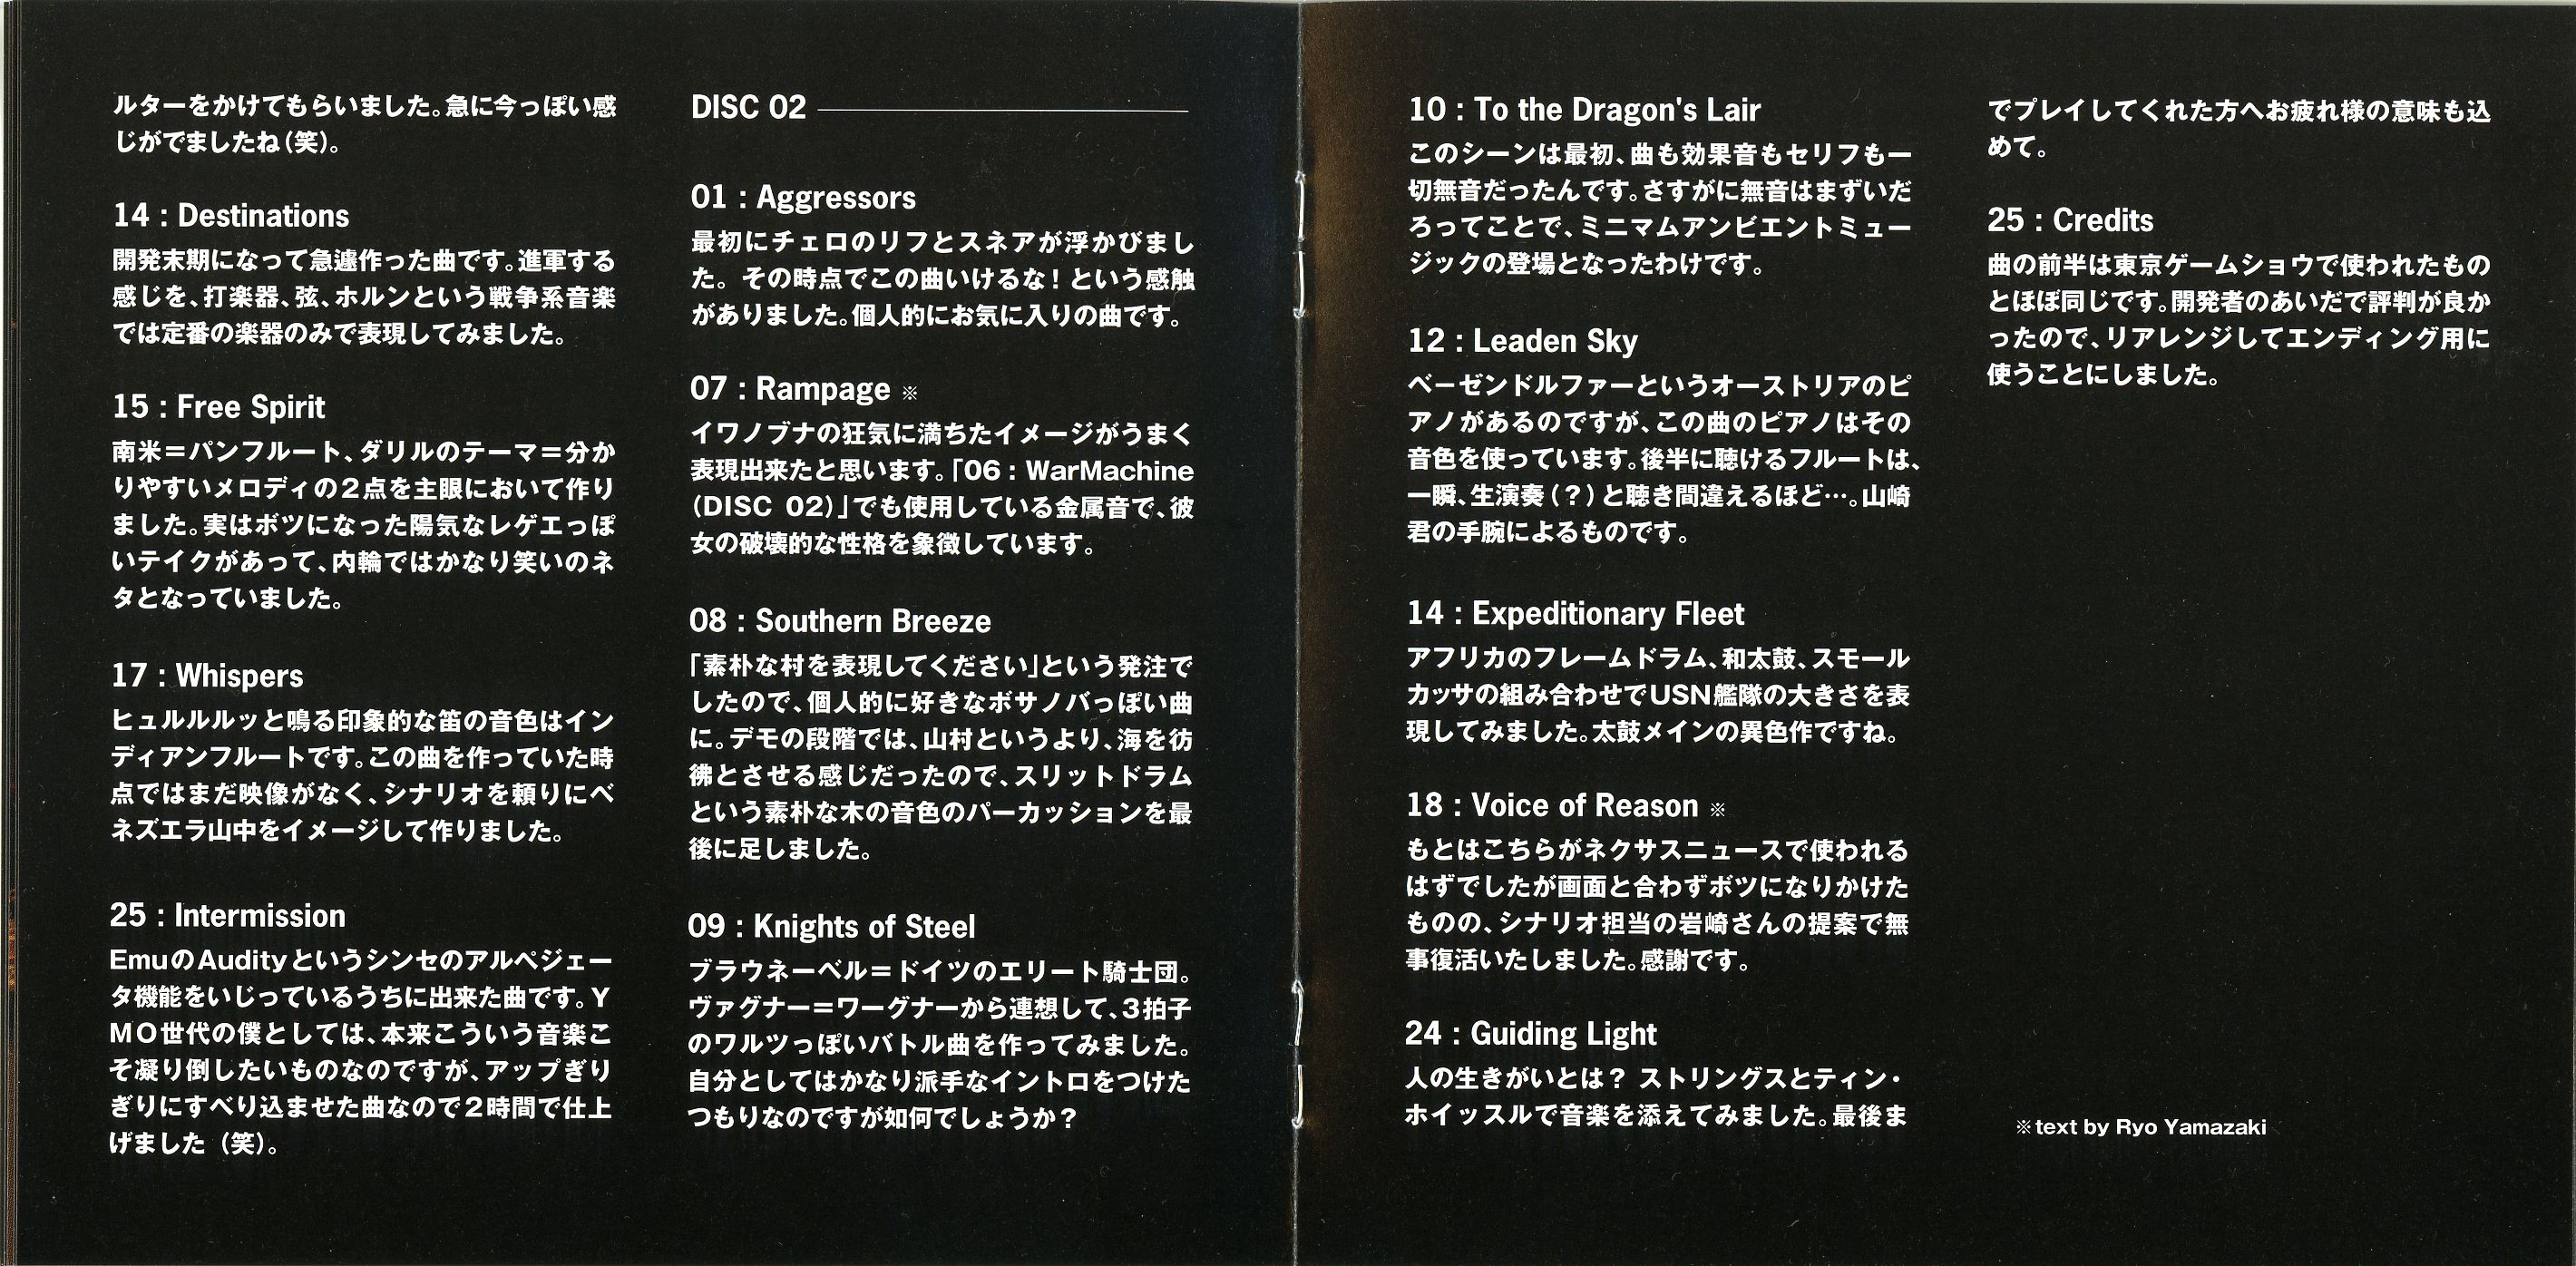 ルターをかけてもらいました。急に今っぽい感
じがでましたね（笑）。
14 : Destinations
開発末期になって急遽作った曲です。進軍する
感じを、打楽器、弦、ホルンという戦争系音楽
では定番の楽器のみで表現してみました。
15 : Free Spirit
南米＝パンフルート、ダリルのテーマ＝分か
りやすいメロディの２点を主眼において作り
ました。実はボツになった陽気なレゲエっぽ
いテイクがあって、内輪ではかなり笑いのネ
タとなっていました。
17 : Whispers
ヒュルルルッと鳴る印象的な笛の音色はイン
ディアンフルートです。この曲を作っていた時
点ではまだ映像がなく、シナリオを頼りにベ
ネズエラ山中をイメージして作りました。
25 : Intermission
EmuのAudityというシンセのアルペジェー
タ機能をいじっているうちに出来た曲です。Y
MO世代の僕としては、本来こういう音楽こ
そ凝り倒したいものなのですが、アップぎり
ぎりにすべり込ませた曲なので２時間で仕上
げました（笑）。
DISC 02
01 : Aggressors
最初にチェロのリフとスネアが浮かびまし
た。その時点でこの曲いけるな！という感触
がありました。個人的にお気に入りの曲です。
07 : Rampage ※
イワノブナの狂気に満ちたイメージがうまく
表現出来たと思います。「06 : WarMachine
(DISC 02)」でも使用している金属音で、彼
女の破壊的な性格を象徴しています。
08 : Southern Breeze
「素朴な村を表現してください」という発注で
したので、個人的に好きなボサノバっぽい曲
に。デモの段階では、山村というより、海を彷
彿とさせる感じだったので、スリットドラム
という素朴な木の音色のパーカッションを最
後に足しました。
09 : Knights of Steel
ブラウネーベル＝ドイツのエリート騎士団。
ヴァグナー＝ワーグナーから連想して、３拍子
のワルツっぽいバトル曲を作ってみました。
自分としてはかなり派手なイントロをつけた
つもりなのですが如何でしょうか？
10 : To the Dragon's Lair
このシーンは最初、曲も効果音もセリフも一
切無音だったんです。さすがに無音はまずいだ
ろってことで、ミニマムアンビエントミュー
ジックの登場となったわけです。
12 : Leaden Sky
ベーゼンドルファーというオーストリアのピ
アノがあるのですが、この曲のピアノはその
音色を使っています。後半に聴けるフルートは、
一瞬、生演奏（？）と聴き間違えるほど…。山崎
君の手腕によるものです。
14 : Expeditionary Fleet
アフリカのフレームドラム、和太鼓、スモール
カッサの組み合わせでUSN艦隊の大きさを表
現してみました。太鼓メインの異色作ですね。
18 : Voice of Reason ※
もとはこちらがネクサスニュースで使われる
はずでしたが画面と合わずボツになりかけた
ものの、シナリオ担当の岩崎さんの提案で無
事復活いたしました。感謝です。
24 : Guiding Light
人の生きがいとは？ ストリングスとティン・
ホイッスルで音楽を添えてみました。最後ま
でプレイしてくれた方へお疲れ様の意味も込
めて。
25 : Credits
曲の前半は東京ゲームショウで使われたもの
とほぼ同じです。開発者のあいだで評判が良か
ったので、リアレンジしてエンディング用に
使うことにしました。
※text by Ryo Yamazaki